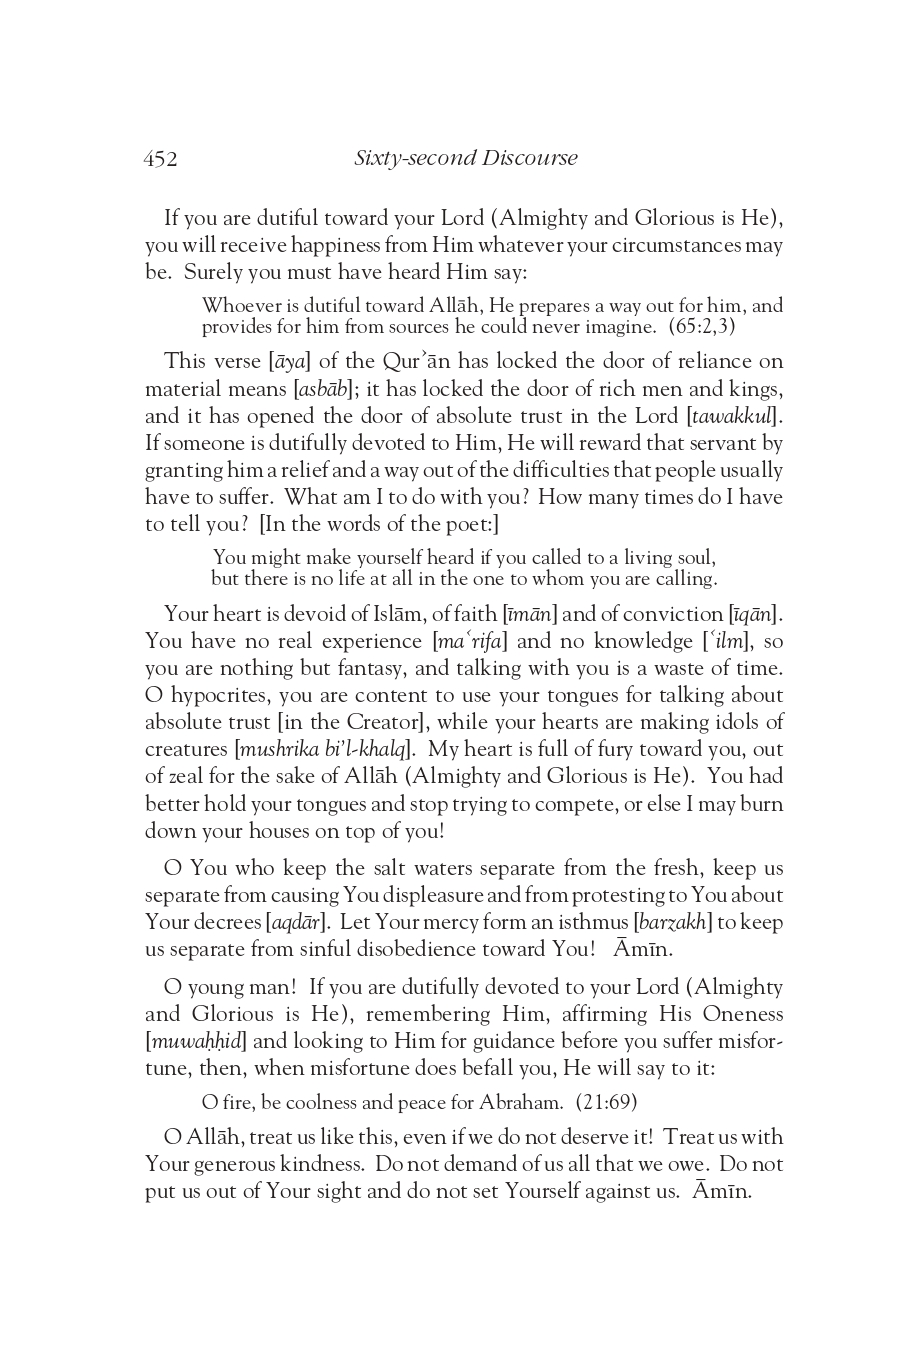 452 Sixty-second Discourse
If you are dutiful toward your Lord (Almighty and Glorious is He),
you will receive happiness from Him whatever your circumstances may
be. Surely you must have heard Him say:
Whoever is dutiful toward Allāh, He prepares a way out for him, and
provides for him from sources he could never imagine. (65:2,3)
This verse [āya] of the Qurʾān has locked the door of reliance on
material means [asbāb]; it has locked the door of rich men and kings,
and it has opened the door of absolute trust in the Lord [tawakkul].
If someone is dutifully devoted to Him, He will reward that servant by
granting him a relief and a way out of the difficulties that people usually
have to suffer. What am I to do with you? How many times do I have
to tell you? [In the words of the poet:]
You might make yourself heard if you called to a living soul,
but there is no life at all in the one to whom you are calling.
Your heart is devoid of Islām, of faith [īmān] and of conviction [īqān].
You have no real experience [maʿrifa] and no knowledge [ʿilm], so
you are nothing but fantasy, and talking with you is a waste of time.
O hypocrites, you are content to use your tongues for talking about
absolute trust [in the Creator], while your hearts are making idols of
creatures [mushrika bi’l-khalq]. My heart is full of fury toward you, out
of zeal for the sake of Allāh (Almighty and Glorious is He). You had
better hold your tongues and stop trying to compete, or else I may burn
down your houses on top of you!
O You who keep the salt waters separate from the fresh, keep us
separate from causing You displeasure and from protesting to You about
Your decrees [aqdār]. Let Your mercy form an isthmus [barzakh] to keep
us separate from sinful disobedience toward You! Āmīn.
O young man! If you are dutifully devoted to your Lord (Almighty
and Glorious is He), remembering Him, affirming His Oneness
[muwaḥḥid] and looking to Him for guidance before you suffer misfor-
tune, then, when misfortune does befall you, He will say to it:
O fire, be coolness and peace for Abraham. (21:69)
O Allāh, treat us like this, even if we do not deserve it! Treat us with
Your generous kindness. Do not demand of us all that we owe. Do not
put us out of Your sight and do not set Yourself against us. Āmīn.